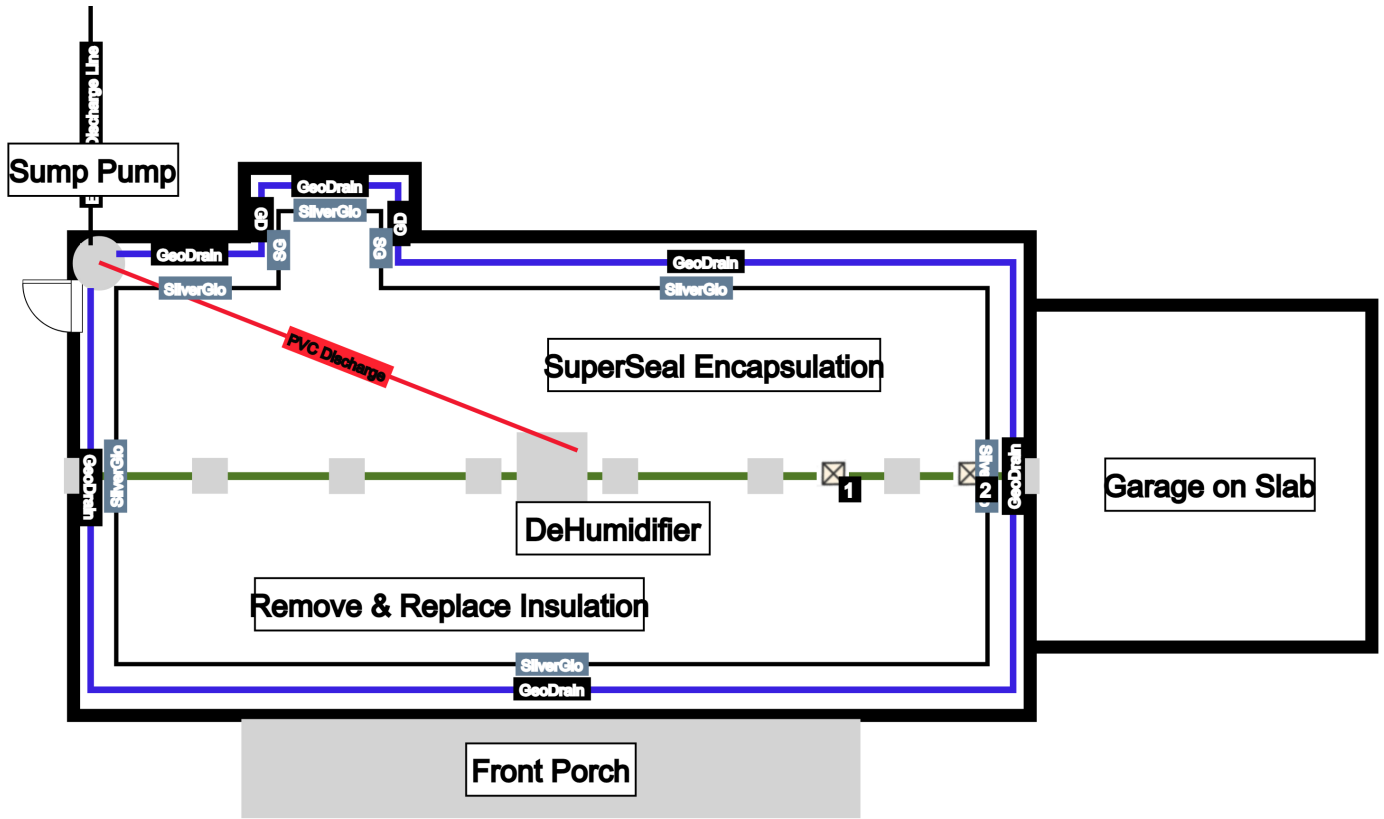 Discharge Line
Sump Pump
GeoDrain
SilverGlo
GD
GD
SG
SG
GeoDrain
SilverGlo
GeoDrain
SilverGlo
PVC Discharge
SuperSeal Encapsulation
GeoDrain
SilverGlo
1
2
GeoDrain
Garage on Slab
DeHumidifier
Remove & Replace Insulation
SilverGlo
GeoDrain
Front Porch